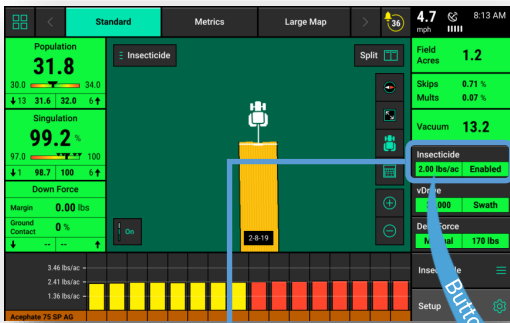 Standard
Metrics
Large Map
36
4.7
mph
8:13 AM
Population
31.8
30.0 34.0
13 31.6 32.0 6
Singulation
99.2 %
97.0 100
1 98.7 100 6
Down Force
Margin 0.00 lbs
Ground Contact 0 %
-- --
Insecticide
Split
On
2-8-19
Field Acres 1.2
Skips 0.71 %
Mults 0.07 %
Vacuum 13.2
Insecticide
2.00 lbs/ac Enabled
vDrive
Swath
Force
170 lbs
Setup
Button
3.46 lbs/ac
2.41 lbs/ac
1.36 lbs/ac
Acephate 75 SP AG